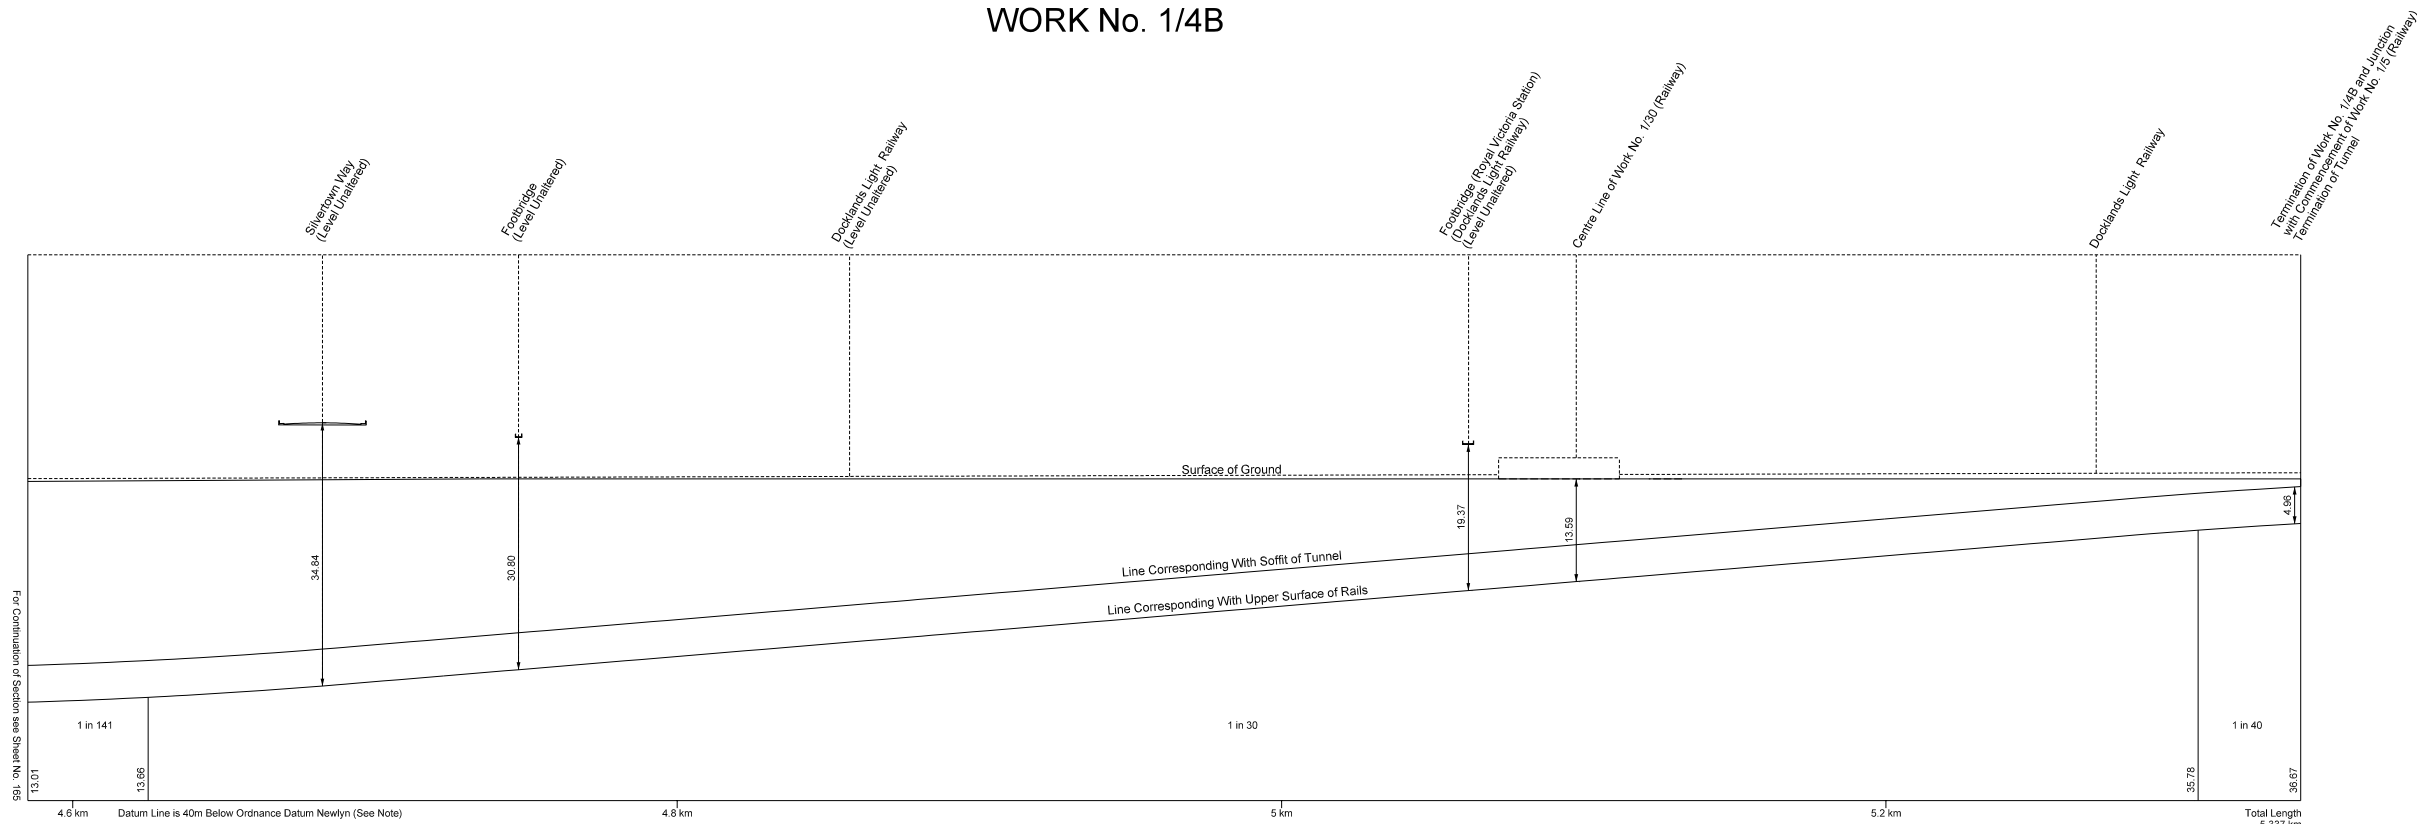 WORK No. 1/4B
Silvertown Way
(Level Unaltered)
Footbridge
(Level Unaltered)
Docklands Light Railway
(Level Unaltered)
Footbridge (Royal Victoria Station)
(Docklands Light Railway)
(Level Unaltered)
Centre Line of Work No. 1/30 (Railway)
Docklands Light Railway
Termination of Work No. 1/4B and Junction
with Commencement of Work No. 1/5 (Railway)
Termination of Tunnel
Surface of Ground
34.84
30.80
19.37
13.59
4.96
Line Corresponding With Soffit of Tunnel
Line Corresponding With Upper Surface of Rails
For Continuation of Section see Sheet No. 165
1 in 141
1 in 30
1 in 40
13.01
13.66
35.78
36.67
4.6 km
Datum Line is 40m Below Ordnance Datum Newlyn (See Note)
4.8 km
5 km
5.2 km
Total Length
5.337 km